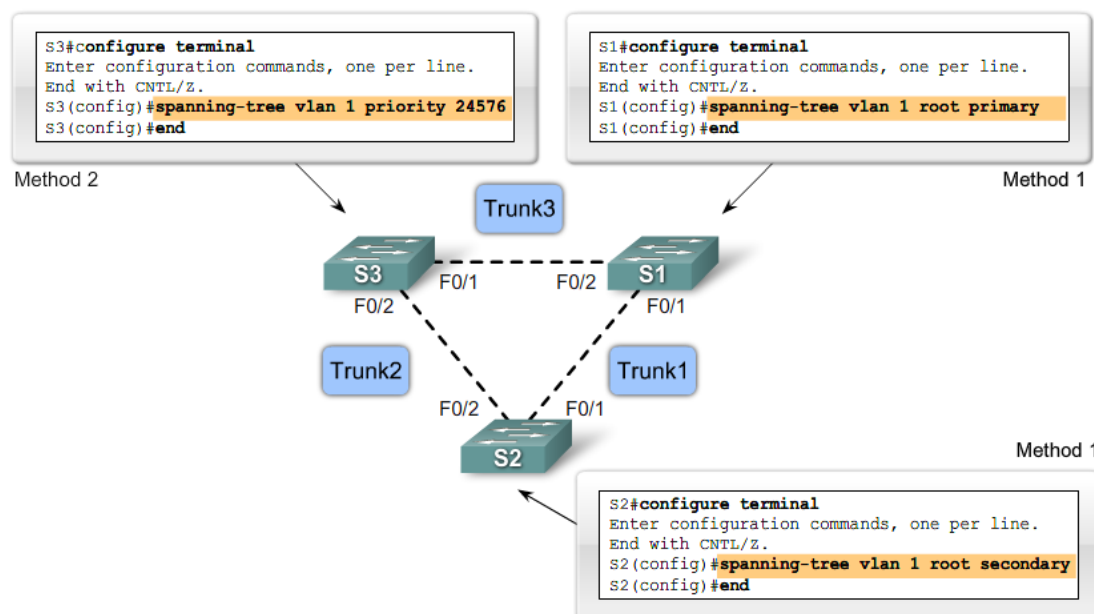 S3#configure terminal
Enter configuration commands, one per line.
End with CNTL/Z.
S3(config)#spanning-tree vlan 1 priority 24576
S3(config)#end
Method 2
S1#configure terminal
Enter configuration commands, one per line.
End with CNTL/Z.
S1(config)#spanning-tree vlan 1 root primary
S1(config)#end
Method 1
Trunk3
S3
F0/1
F0/2
S1
F0/2
F0/1
Trunk2
Trunk1
F0/2
F0/1
S2
Method 1
S2#configure terminal
Enter configuration commands, one per line.
End with CNTL/Z.
S2(config)#spanning-tree vlan 1 root secondary
S2(config)#end